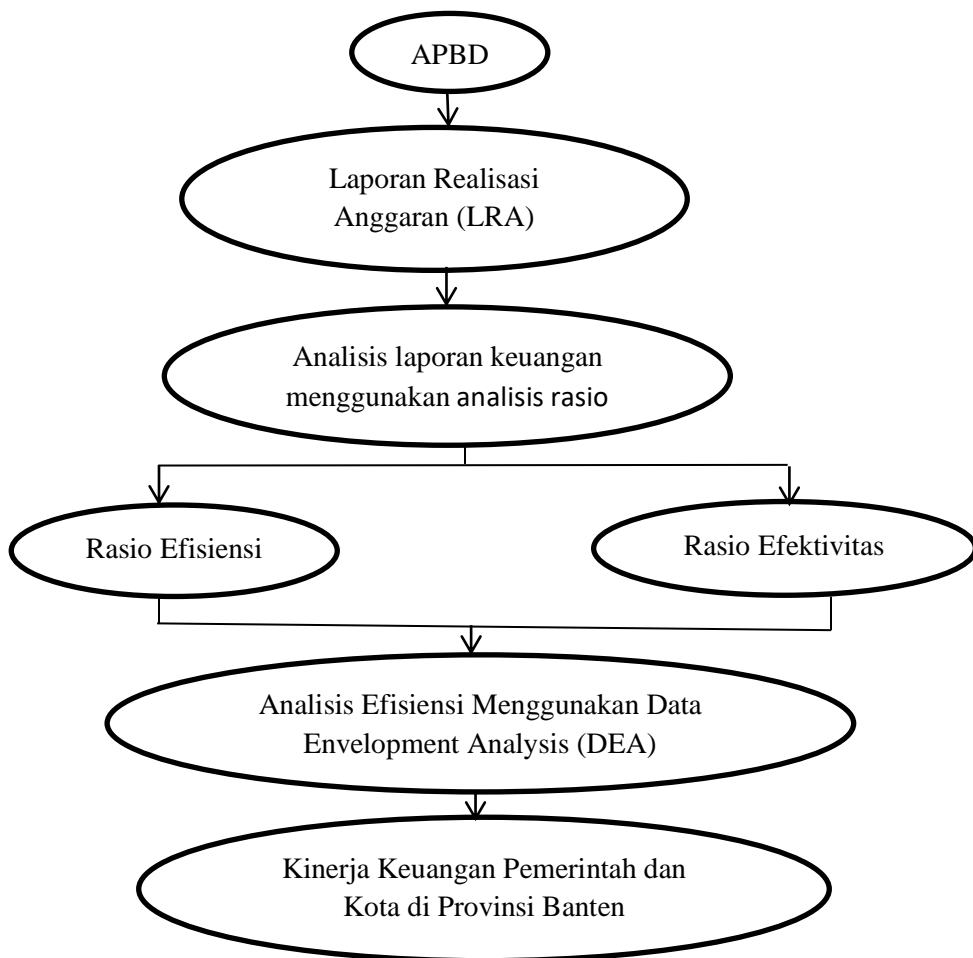 APBD
Laporan Realisasi
Anggaran (LRA)
Analisis laporan keuangan
menggunakan analisis rasio
Rasio Efisiensi
Rasio Efektivitas
Analisis Efisiensi Menggunakan Data
Envelopment Analysis (DEA)
Kinerja Keuangan Pemerintah dan
Kota di Provinsi Banten